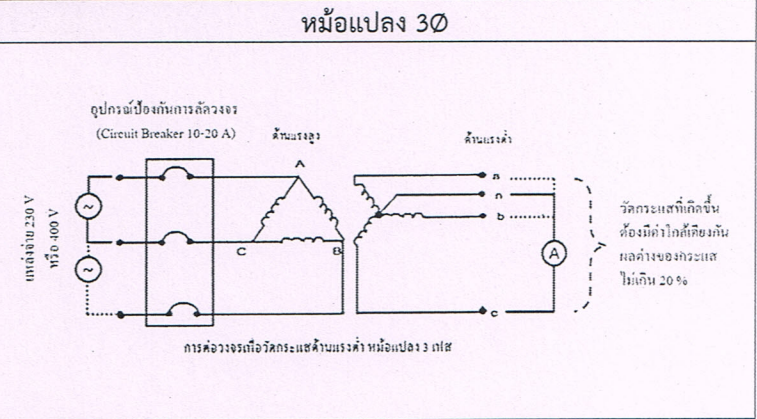 หม้อแปลง 3Ø
อุปกรณ์ป้องกันการลัดวงจร
(Circuit Breaker 10-20 A)
ด้านแรงสูง
ด้านแรงต่ำ
แหล่งจ่าย 230 V
หรือ 400 V
~
~
A
C
B
a
n
b
c
A
วัดกระแสที่เกิดขึ้น
ต้องมีค่าใกล้เคียงกัน
ผลต่างของกระแส
ไม่เกิน 20 %
การต่อวงจรเพื่อวัดกระแสด้านแรงต่ำ หม้อแปลง 3 เฟส